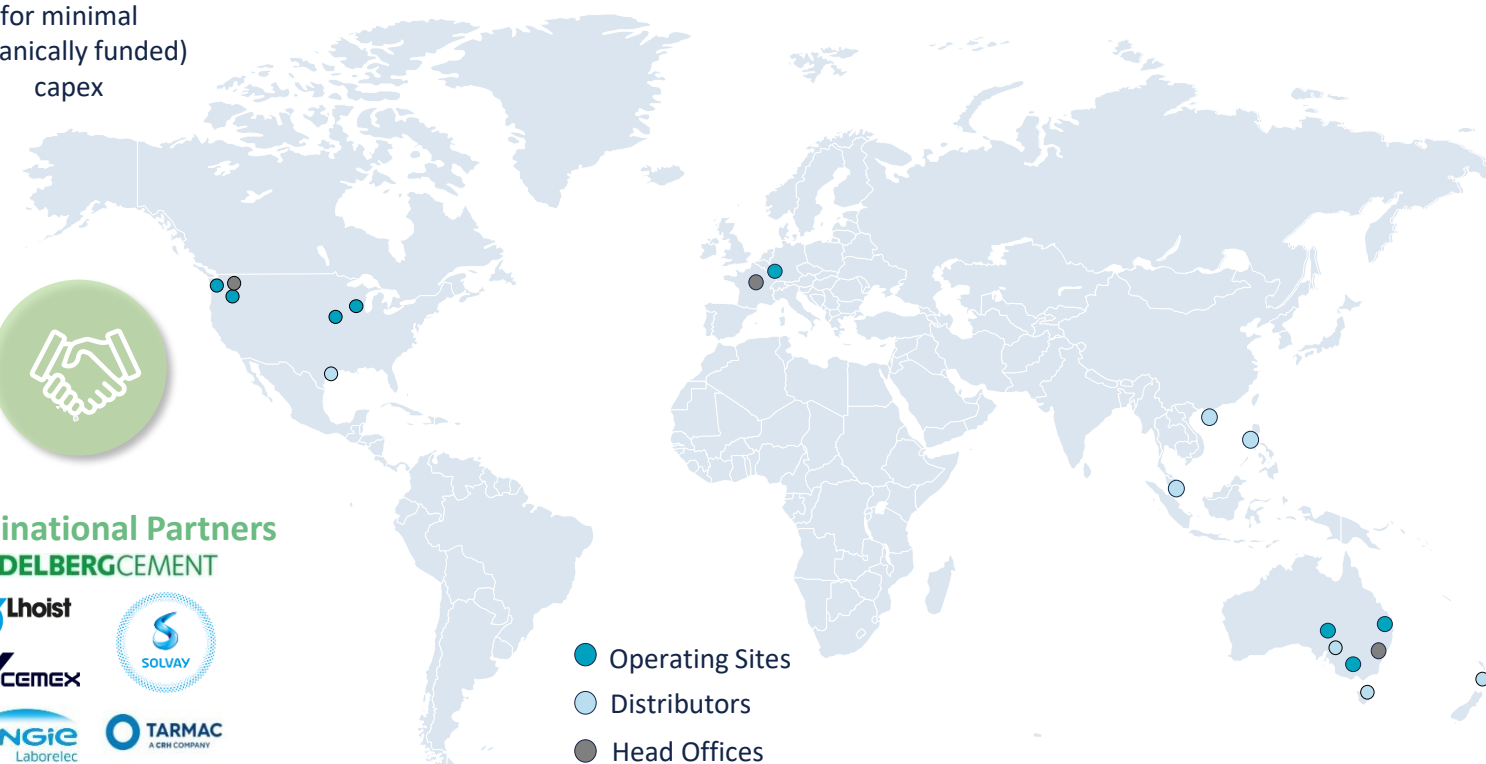 for minimal
anically funded)
capex
inational Partners
DELBERGCEMENT
Lhoist
SOLVAY
CEMEX
NGIE
Laborelec
TARMAC
A CRH COMPANY
Operating Sites
Distributors
Head Offices